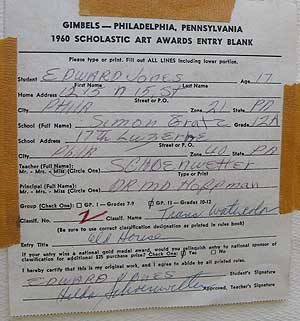 GIMBELS — PHILADELPHIA, PENNSYLVANIA
1960 SCHOLASTIC ART AWARDS ENTRY BLANK
Please type or print. Fill out ALL LINES including lower portion.
Student EDWARD JONES Age 17
First Name Last Name
Home Address 1213 N 15 ST
Street or P.O.
City PHILA Zone 21 State PA
School (Full Name) Simon Gratz Grade 12A
17th Luzerne
Street or P.O.
City Phila Zone 40 State PA
Teacher (Full Name) SCHOENWETTER
Mr. - Mrs. - Miss (Circle One) Type or Print
Principal (Full Name) DR MD HOFFMAN
Mr. - Mrs. - Miss (Circle One)
Group (Check One): GP. I — Grades 7-9 GP. II — Grades 10-12
Classif. No. 2 Classif. Name Trans Watercolor
(Be sure to use correct classification designation as printed in rules book)
Entry Title Old House
If your entry wins a national gold medal award, would you relinquish entry to national sponsor of
classification for additional $25 purchase price? (Check One): Yes No
I hereby certify that this is my original work, and I agree to abide by all printed rules.
EDWARD JONES Student's Signature
Hilda Schoenwetter Approved, Teacher's Signature